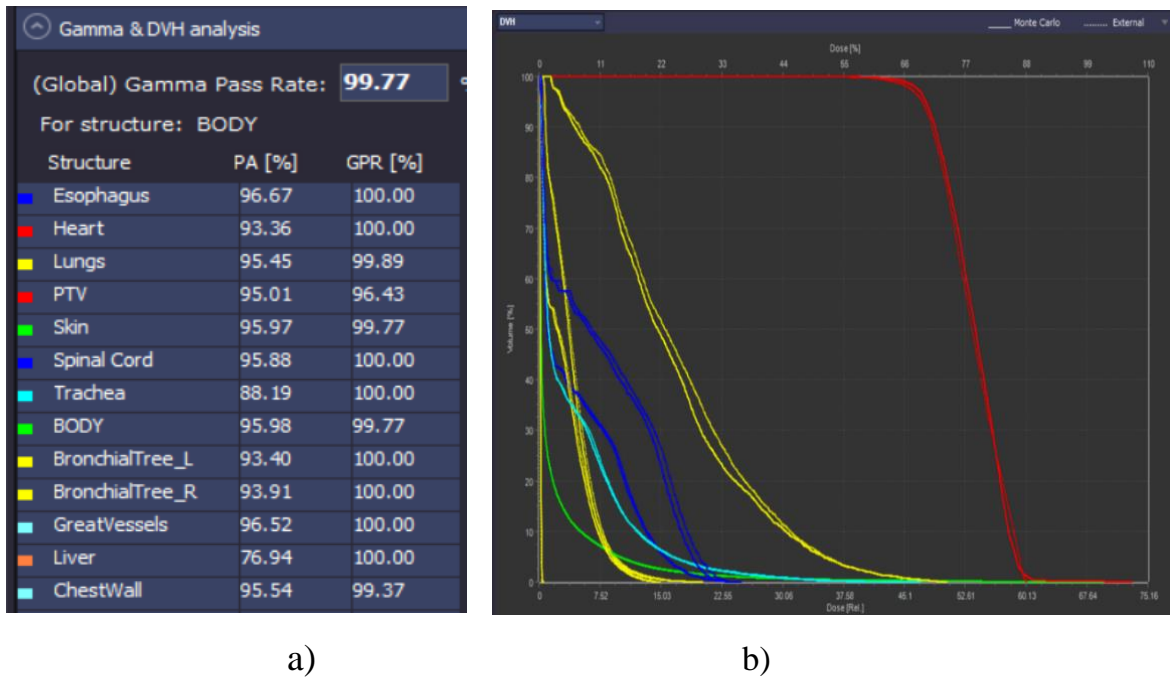 Gamma & DVH analysis
(Global) Gamma Pass Rate: 99.77 %
For structure: BODY
Structure PA [%] GPR [%]
Esophagus 96.67 100.00
Heart 93.36 100.00
Lungs 95.45 99.89
PTV 95.01 96.43
Skin 95.97 99.77
Spinal Cord 95.88 100.00
Trachea 88.19 100.00
BODY 95.98 99.77
BronchialTree_L 93.40 100.00
BronchialTree_R 93.91 100.00
GreatVessels 96.52 100.00
Liver 76.94 100.00
ChestWall 95.54 99.37
a)
DVH
Monte Carlo External
Dose [%]
0 11 22 33 44 55 66 77 88 99 110
Volume [%]
100
90
80
70
60
50
40
30
20
10
0
0 7.52 15.03 22.55 30.06 37.58 45.1 52.61 60.13 67.64 75.16
Dose [Rel.]
b)